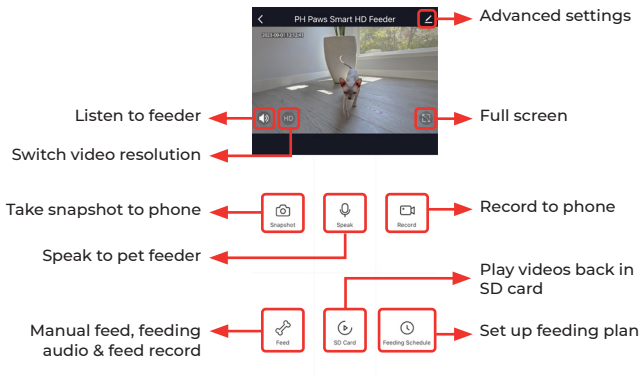 PH Paws Smart HD Feeder
Advanced settings
Listen to feeder
HD
Full screen
Switch video resolution
Take snapshot to phone
Snapshot
Speak
Record
Record to phone
Speak to pet feeder
Play videos back in
SD card
Manual feed, feeding
audio & feed record
Feed
SD Card
Feeding Schedule
Set up feeding plan